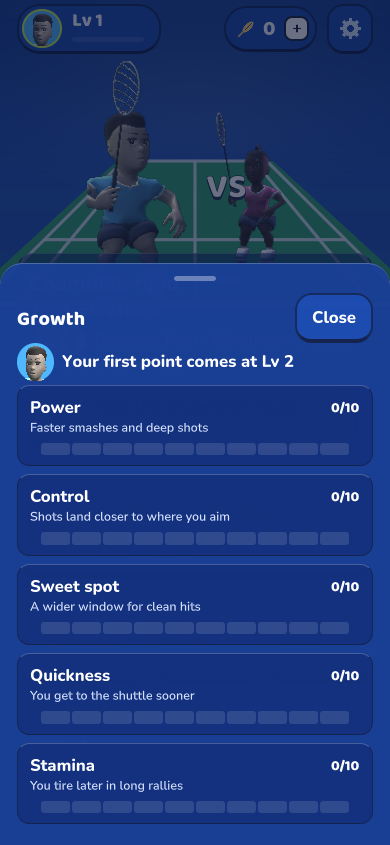 Lv 1
0
+
VS
Growth
Close
Your first point comes at Lv 2
Power
0/10
Faster smashes and deep shots
Control
0/10
Shots land closer to where you aim
Sweet spot
0/10
A wider window for clean hits
Quickness
0/10
You get to the shuttle sooner
Stamina
0/10
You tire later in long rallies